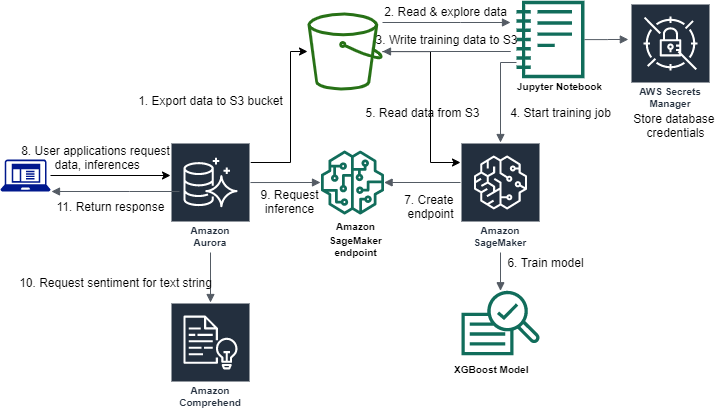 2. Read & explore data
3. Write training data to S3
Jupyter Notebook
AWS Secrets
Manager
Store database
credentials
1. Export data to S3 bucket
5. Read data from S3
4. Start training job
8. User applications request
data, inferences
11. Return response
9. Request
inference
7. Create
endpoint
Amazon
Aurora
Amazon
SageMaker
endpoint
Amazon
SageMaker
10. Request sentiment for text string
6. Train model
XGBoost Model
Amazon
Comprehend